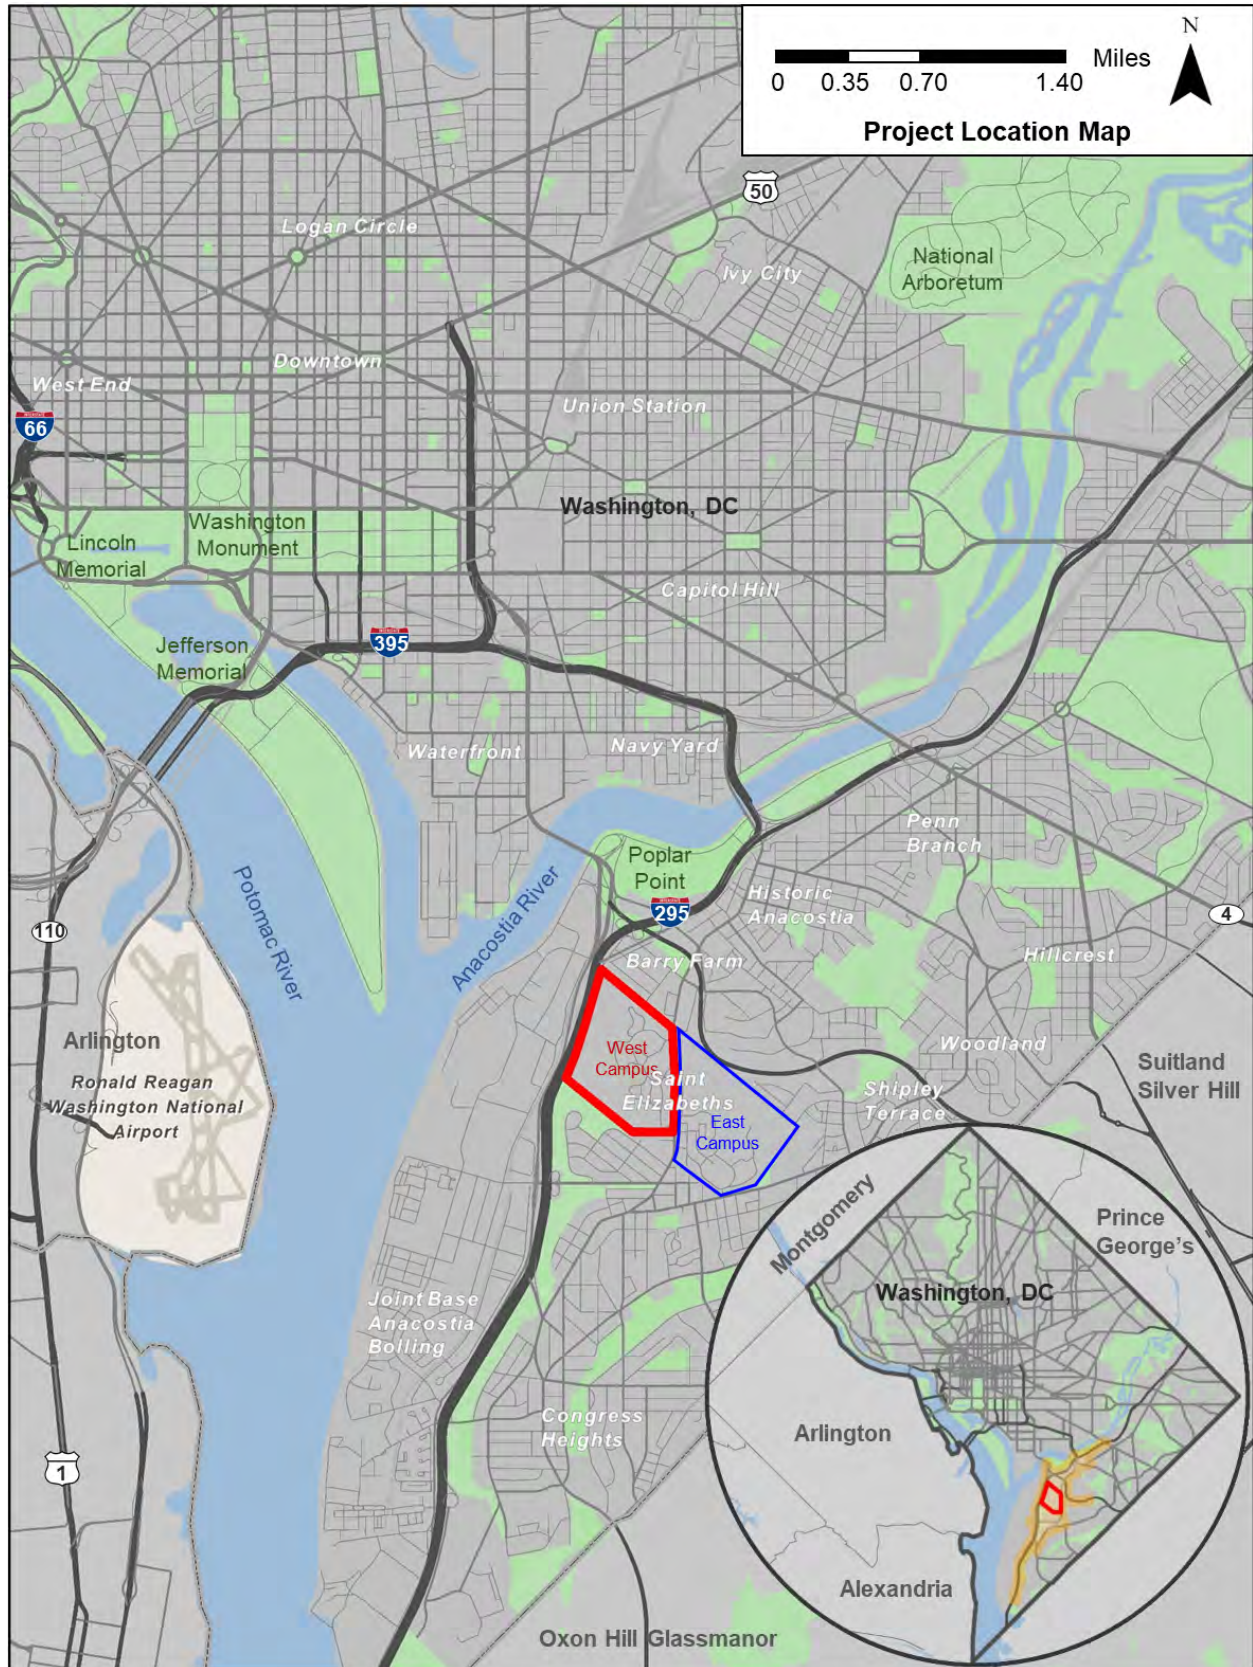 N
Miles
0 0.35 0.70 1.40
Project Location Map
50
Logan Circle
Ivy City
National
Arboretum
Downtown
West End
Union Station
66
Washington, DC
Washington
Monument
Lincoln
Memorial
Capitol Hill
395
Jefferson
Memorial
Waterfront
Navy Yard
Penn
Branch
Poplar
Point
Potomac River
Anacostia River
Historic
Anacostia
295
110
4
Barry Farm
Hillcrest
Arlington
Ronald Reagan
Washington National
Airport
West
Campus
Saint
Elizabeths
East
Campus
Woodland
Shipley
Terrace
Suitland
Silver Hill
Joint Base
Anacostia
Bolling
Congress
Heights
1
Oxon Hill Glassmanor
Montgomery
Prince
George's
Washington, DC
Arlington
Alexandria